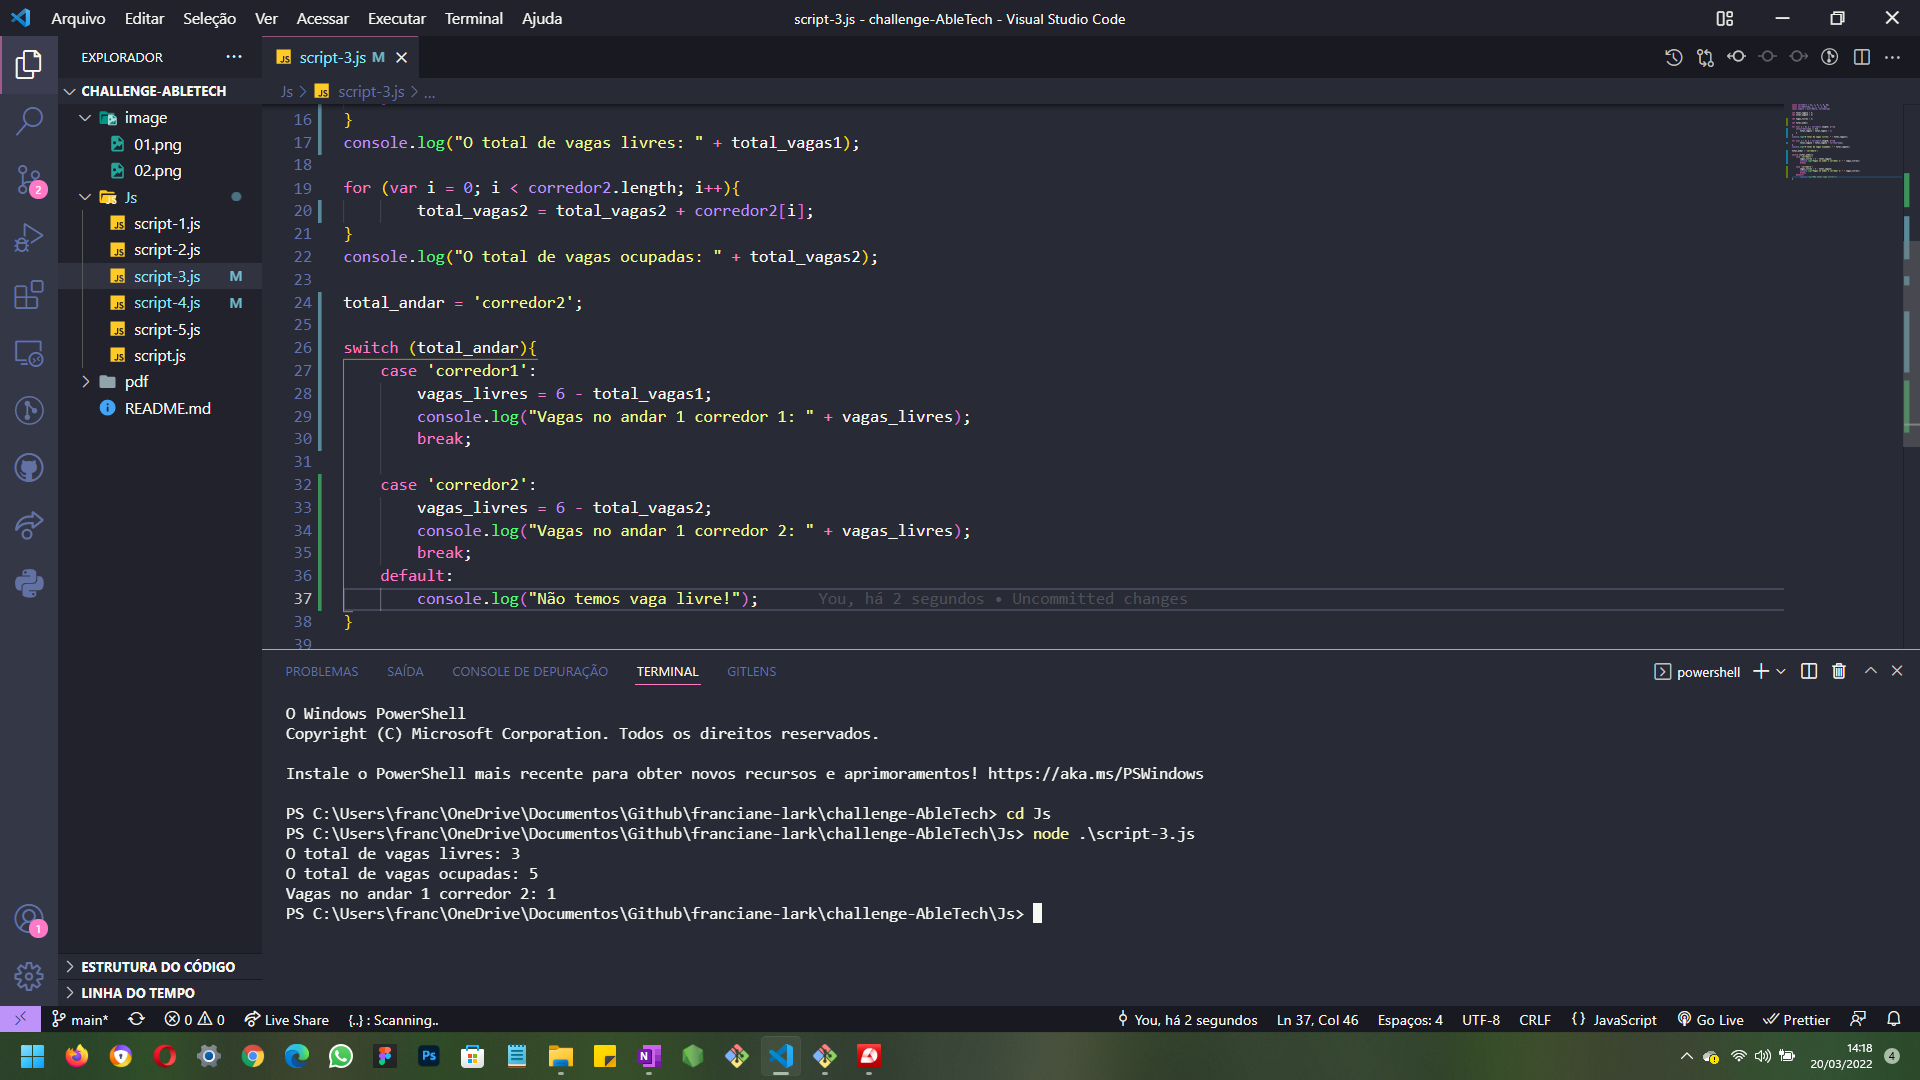 Arquivo Editar Seleção Ver Acessar Executar Terminal Ajuda
script-3.js - challenge-AbleTech - Visual Studio Code
EXPLORADOR
script-3.js M
CHALLENGE-ABLETECH
Js > script-3.js > ...
image
01.png
02.png
Js
script-1.js
script-2.js
script-3.js M
script-4.js M
script-5.js
script.js
pdf
README.md
2
1
16 }
17 console.log("O total de vagas livres: " + total_vagas1);
18
19 for (var i = 0; i < corredor2.length; i++){
20 total_vagas2 = total_vagas2 + corredor2[i];
21 }
22 console.log("O total de vagas ocupadas: " + total_vagas2);
23
24 total_andar = 'corredor2';
25
26 switch (total_andar){
27 case 'corredor1':
28 vagas_livres = 6 - total_vagas1;
29 console.log("Vagas no andar 1 corredor 1: " + vagas_livres);
30 break;
31
32 case 'corredor2':
33 vagas_livres = 6 - total_vagas2;
34 console.log("Vagas no andar 1 corredor 2: " + vagas_livres);
35 break;
36 default:
37 console.log("Não temos vaga livre!"); You, há 2 segundos • Uncommitted changes
38 }
39
PROBLEMAS SAÍDA CONSOLE DE DEPURAÇÃO TERMINAL GITLENS
powershell
O Windows PowerShell
Copyright (C) Microsoft Corporation. Todos os direitos reservados.
Instale o PowerShell mais recente para obter novos recursos e aprimoramentos! https://aka.ms/PSWindows
PS C:\Users\franc\OneDrive\Documentos\Github\franciane-lark\challenge-AbleTech> cd Js
PS C:\Users\franc\OneDrive\Documentos\Github\franciane-lark\challenge-AbleTech\Js> node .\script-3.js
O total de vagas livres: 3
O total de vagas ocupadas: 5
Vagas no andar 1 corredor 2: 1
PS C:\Users\franc\OneDrive\Documentos\Github\franciane-lark\challenge-AbleTech\Js>
ESTRUTURA DO CÓDIGO
LINHA DO TEMPO
main* 0 0 Live Share {..} : Scanning.. You, há 2 segundos Ln 37, Col 46 Espaços: 4 UTF-8 CRLF {} JavaScript Go Live Prettier
Ps
N
14:18
20/03/2022
4